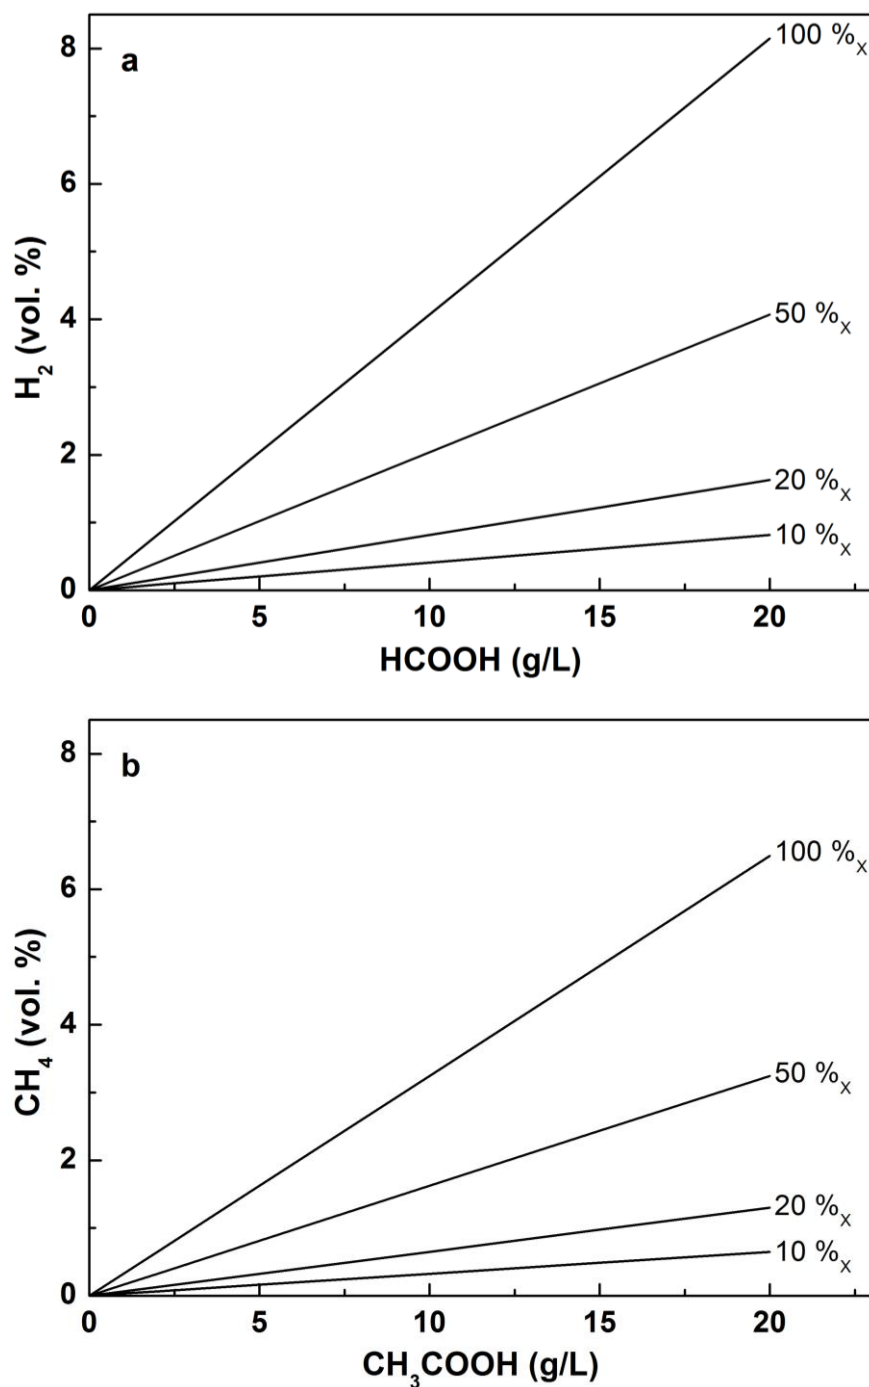 a
100 %x
8
6
50 %x
4
H2 (vol. %)
20 %x
2
10 %x
0
0 5 10 15 20
HCOOH (g/L)
b
8
100 %x
6
50 %x
4
CH4 (vol. %)
20 %x
2
10 %x
0
0 5 10 15 20
CH3COOH (g/L)